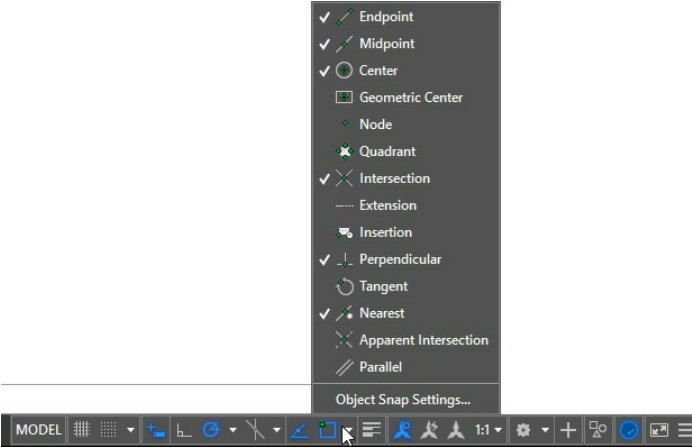 Endpoint
Midpoint
Center
Geometric Center
Node
Quadrant
Intersection
Extension
Insertion
Perpendicular
Tangent
Nearest
Apparent Intersection
Parallel
Object Snap Settings...
MODEL 1:1